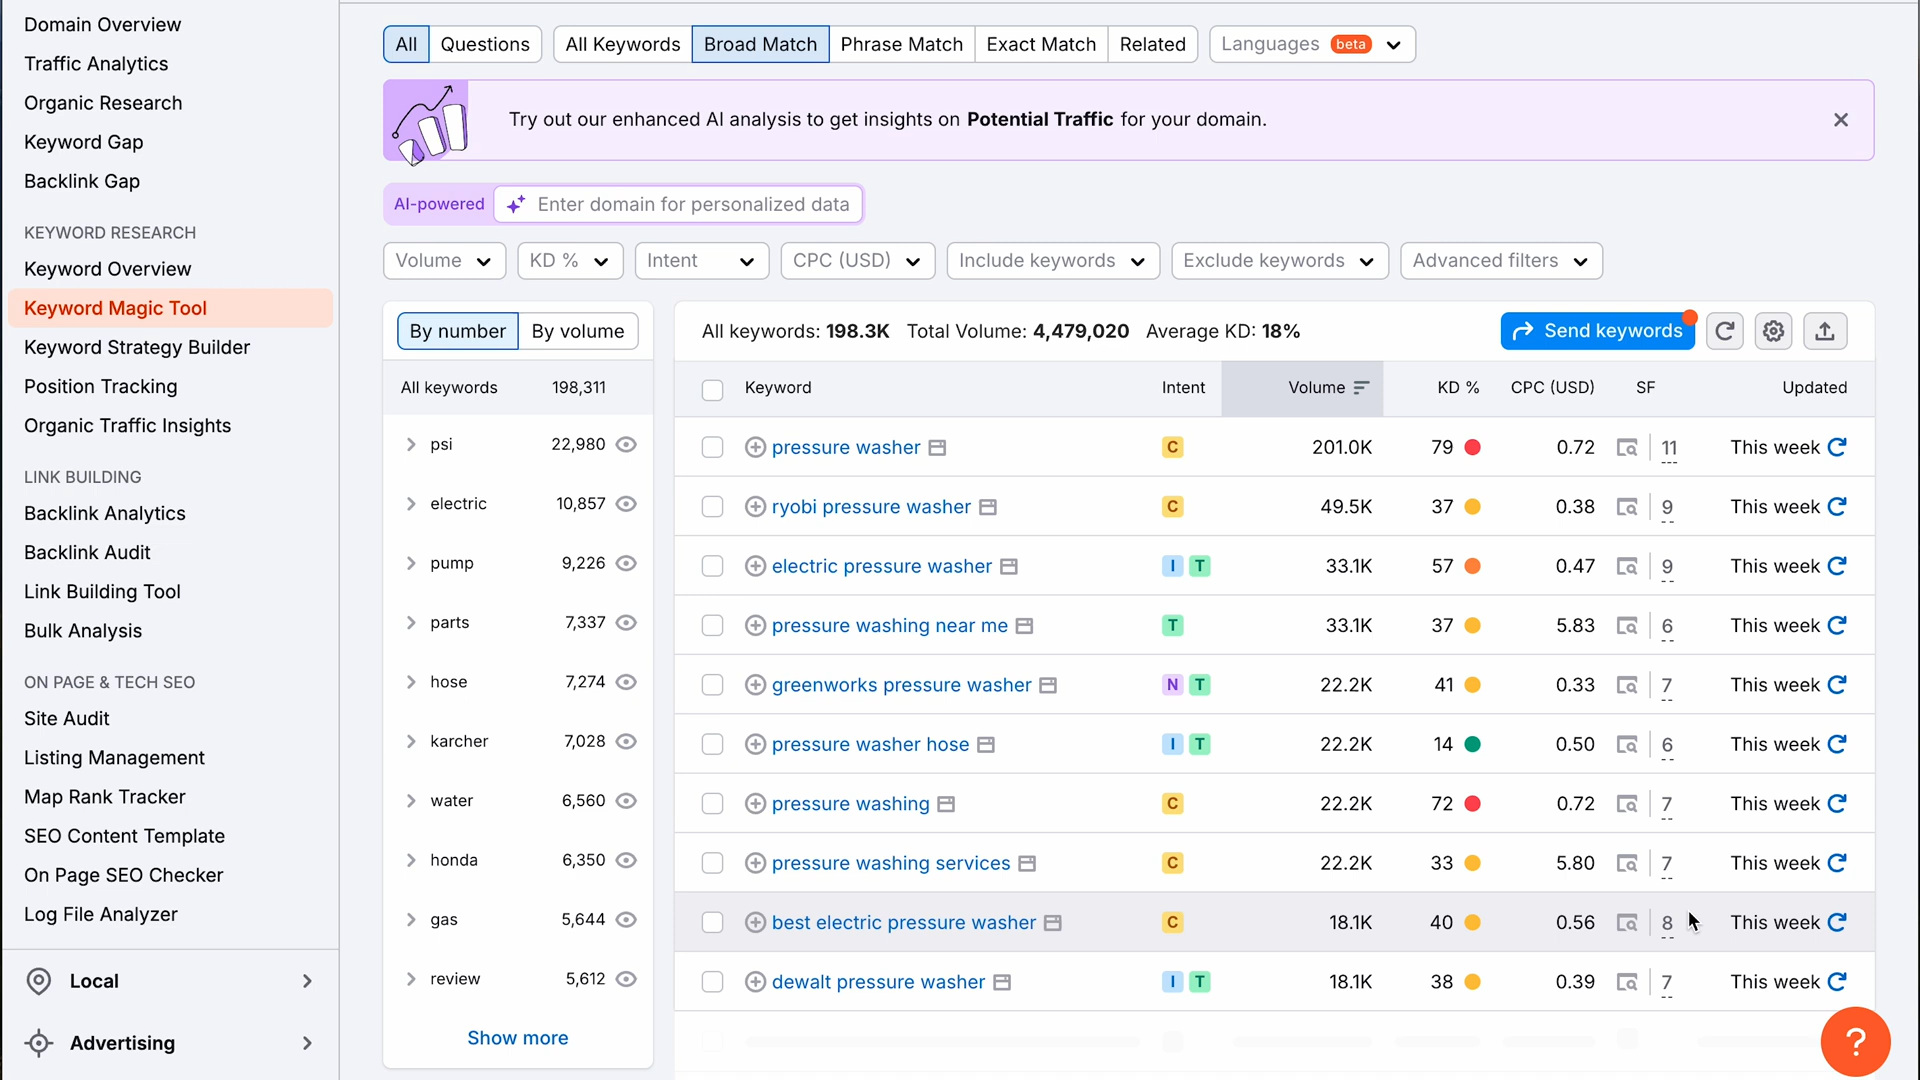 Domain Overview
Traffic Analytics
Organic Research
Keyword Gap
Backlink Gap
KEYWORD RESEARCH
Keyword Overview
Keyword Magic Tool
Keyword Strategy Builder
Position Tracking
Organic Traffic Insights
LINK BUILDING
Backlink Analytics
Backlink Audit
Link Building Tool
Bulk Analysis
ON PAGE & TECH SEO
Site Audit
Listing Management
Map Rank Tracker
SEO Content Template
On Page SEO Checker
Log File Analyzer
Local
Advertising
All Questions All Keywords Broad Match Phrase Match Exact Match Related Languages beta
Try out our enhanced AI analysis to get insights on Potential Traffic for your domain.
AI-powered Enter domain for personalized data
Volume KD % Intent CPC (USD) Include keywords Exclude keywords Advanced filters
By number By volume
All keywords 198,311
psi 22,980
electric 10,857
pump 9,226
parts 7,337
hose 7,274
karcher 7,028
water 6,560
honda 6,350
gas 5,644
review 5,612
Show more
All keywords: 198.3K Total Volume: 4,479,020 Average KD: 18% Send keywords
Keyword Intent Volume KD % CPC (USD) SF Updated
pressure washer C 201.0K 79 0.72 11 This week
ryobi pressure washer C 49.5K 37 0.38 9 This week
electric pressure washer I T 33.1K 57 0.47 9 This week
pressure washing near me T 33.1K 37 5.83 6 This week
greenworks pressure washer N T 22.2K 41 0.33 7 This week
pressure washer hose I T 22.2K 14 0.50 6 This week
pressure washing C 22.2K 72 0.72 7 This week
pressure washing services C 22.2K 33 5.80 7 This week
best electric pressure washer C 18.1K 40 0.56 8 This week
dewalt pressure washer I T 18.1K 38 0.39 7 This week
?